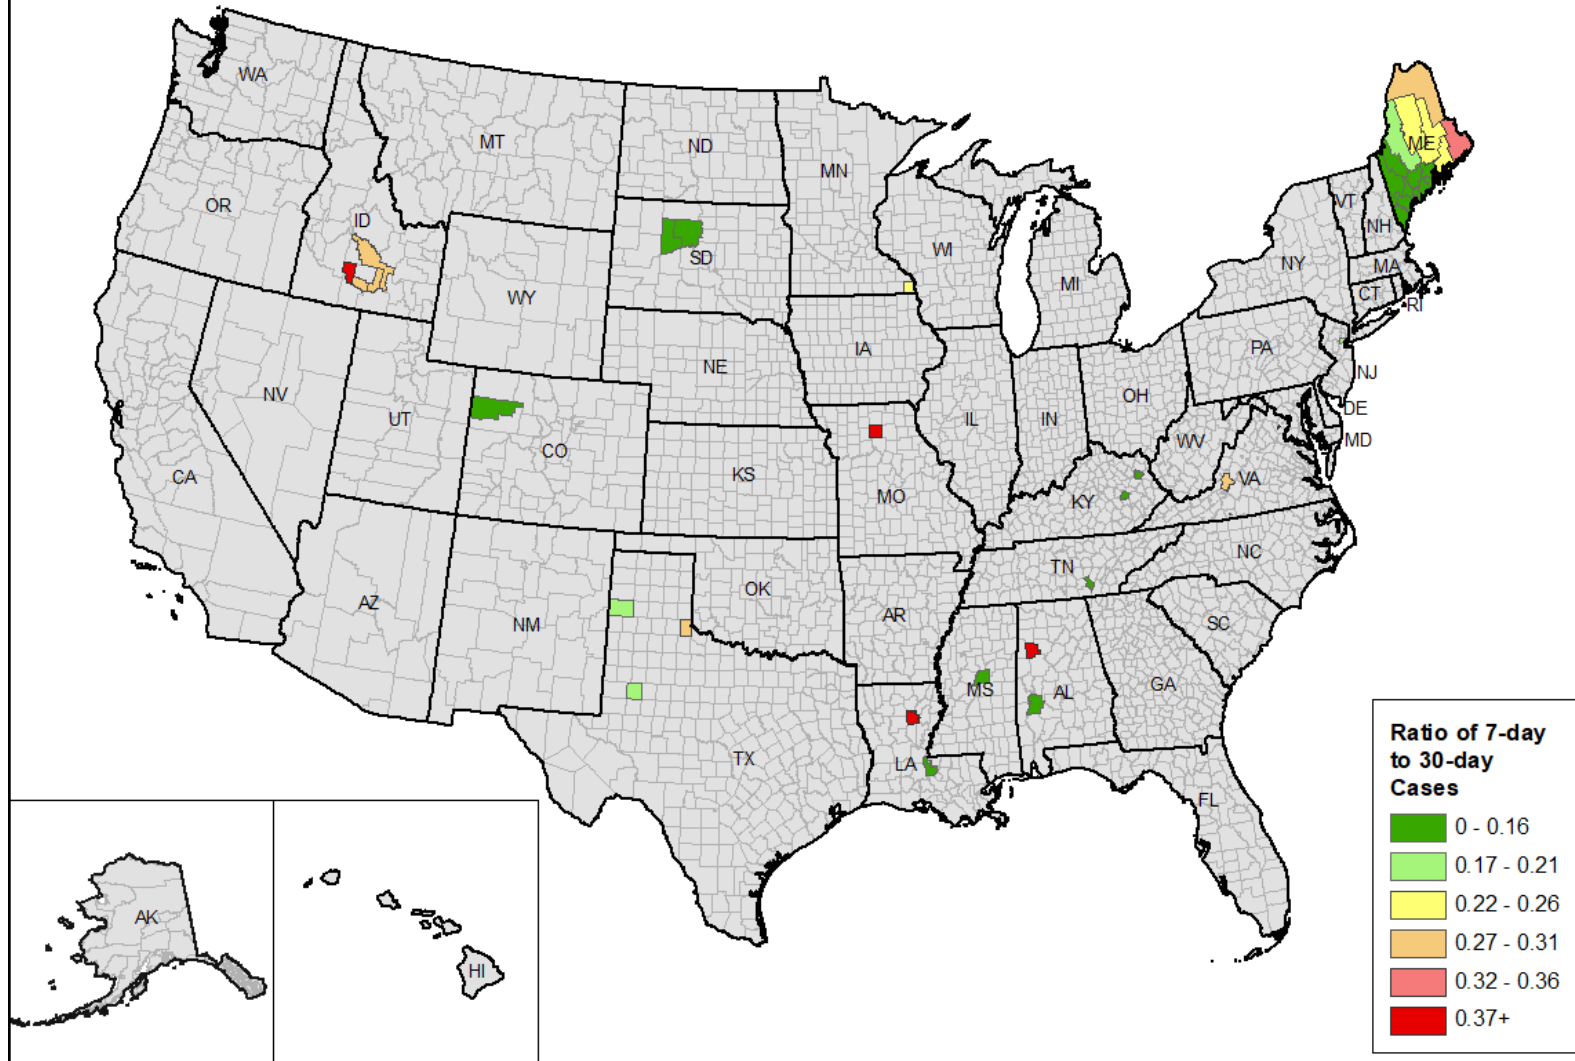 WA
MT
ND
MN
ME
OR
ID
SD
WI
VT
NH
NY
MA
MI
CT
RI
WY
IA
PA
NE
NJ
NV
UT
IL
IN
OH
DE
MD
CO
WV
CA
KS
MO
KY
VA
NC
TN
AZ
NM
OK
AR
SC
MS
AL
GA
TX
LA
FL
AK
HI
Ratio of 7-day
to 30-day
Cases
0 - 0.16
0.17 - 0.21
0.22 - 0.26
0.27 - 0.31
0.32 - 0.36
0.37+